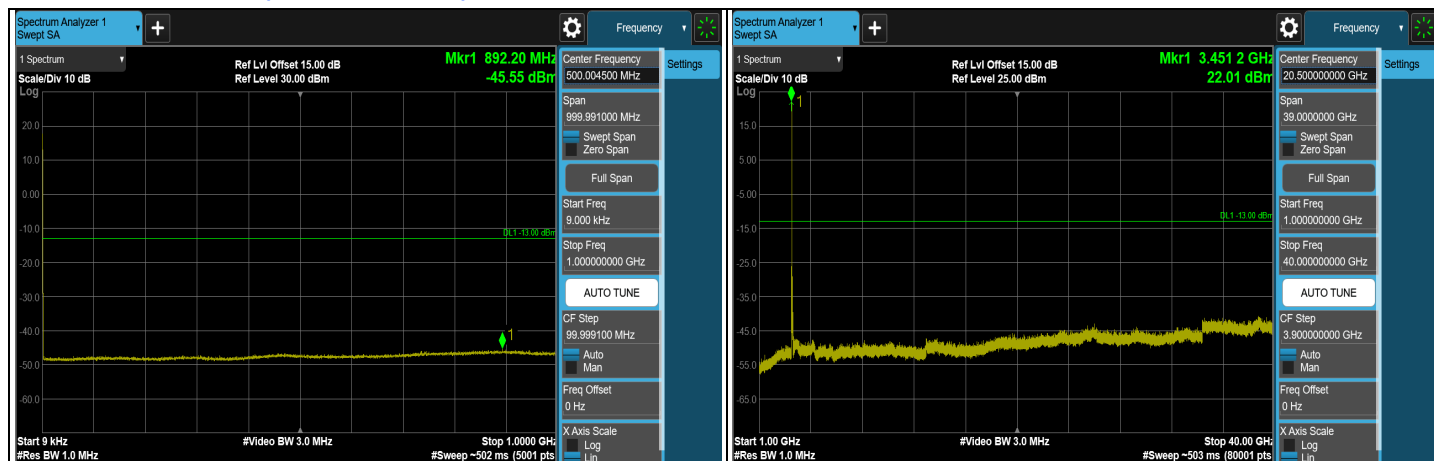 Spectrum Analyzer 1
Swept SA
+
Frequency
1 Spectrum
Scale/Div 10 dB
Log
Ref Lvl Offset 15.00 dB
Ref Level 30.00 dBm
Mkr1 892.20 MHz
-45.55 dBm
20.0
10.0
0.00
-10.0
-20.0
-30.0
-40.0
-50.0
-60.0
DL1 -13.00 dBm
1
Start 9 kHz
#Res BW 1.0 MHz
#Video BW 3.0 MHz
Stop 1.0000 GHz
#Sweep ~502 ms (5001 pts
Center Frequency
500.004500 MHz
Settings
Span
999.991000 MHz
Swept Span
Zero Span
Full Span
Start Freq
9.000 kHz
Stop Freq
1.000000000 GHz
AUTO TUNE
CF Step
99.999100 MHz
Auto
Man
Freq Offset
0 Hz
X Axis Scale
Log
Lin
Spectrum Analyzer 1
Swept SA
+
Frequency
1 Spectrum
Scale/Div 10 dB
Log
Ref Lvl Offset 15.00 dB
Ref Level 25.00 dBm
Mkr1 3.451 2 GHz
22.01 dBm
1
15.0
5.00
-5.00
-15.0
-25.0
-35.0
-45.0
-55.0
-65.0
DL1 -13.00 dBm
Start 1.00 GHz
#Res BW 1.0 MHz
#Video BW 3.0 MHz
Stop 40.00 GHz
#Sweep ~503 ms (80001 pts
Center Frequency
20.500000000 GHz
Settings
Span
39.0000000 GHz
Swept Span
Zero Span
Full Span
Start Freq
1.000000000 GHz
Stop Freq
40.000000000 GHz
AUTO TUNE
CF Step
3.900000000 GHz
Auto
Man
Freq Offset
0 Hz
X Axis Scale
Log
Lin